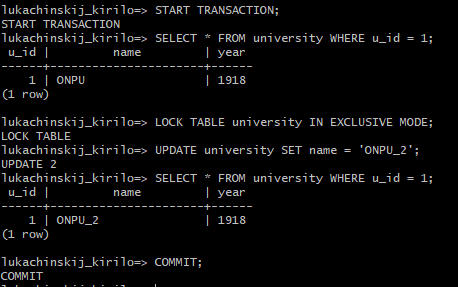 lukachinskij_kirilo=> START TRANSACTION;
START TRANSACTION
lukachinskij_kirilo=> SELECT * FROM university WHERE u_id = 1;
 u_id |         name         | year
------+----------------------+------
    1 | ONPU                 | 1918
(1 row)

lukachinskij_kirilo=> LOCK TABLE university IN EXCLUSIVE MODE;
LOCK TABLE
lukachinskij_kirilo=> UPDATE university SET name = 'ONPU_2';
UPDATE 2
lukachinskij_kirilo=> SELECT * FROM university WHERE u_id = 1;
 u_id |         name         | year
------+----------------------+------
    1 | ONPU_2               | 1918
(1 row)

lukachinskij_kirilo=> COMMIT;
COMMIT